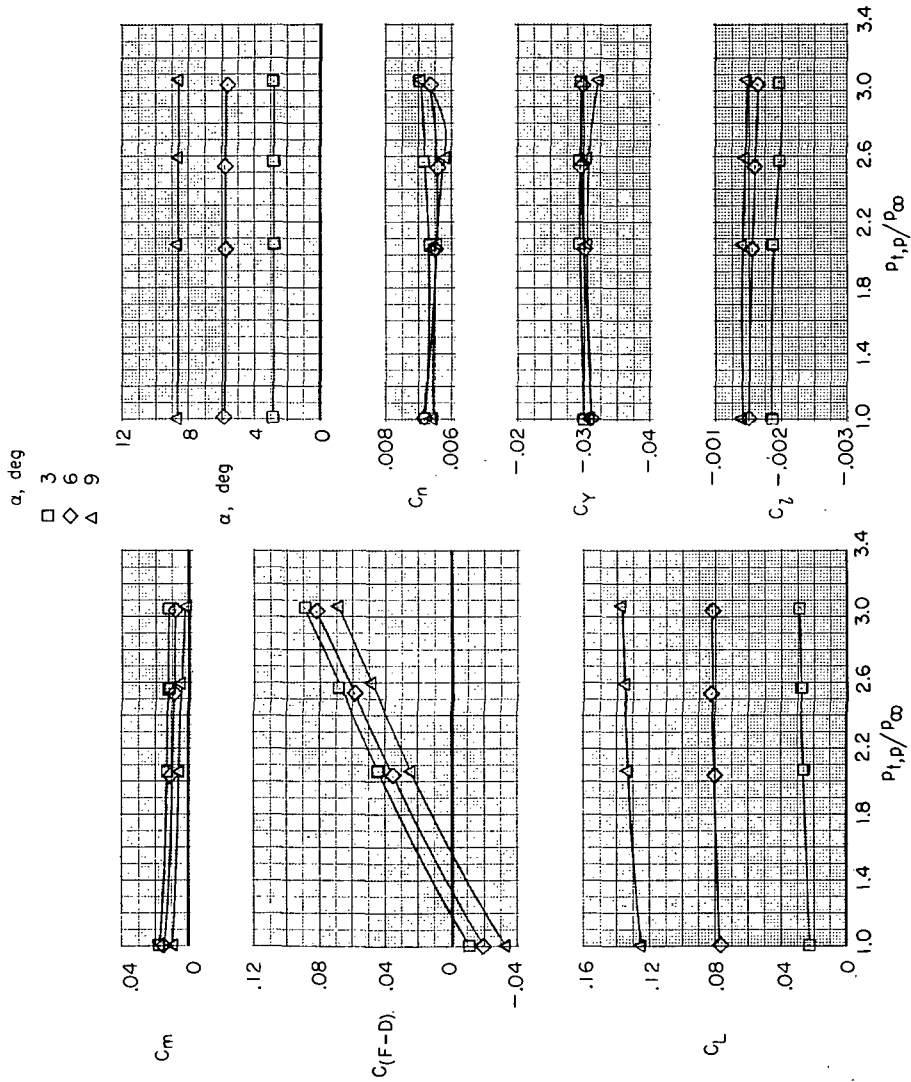 α, deg
□ 3
◇ 6
△ 9
C_m
.04
0
C_(F-D).
.12
.08
.04
0
-.04
C_L
.16
.12
.08
.04
0
1.0 1.4 1.8 2.2 2.6 3.0 3.4
p_t,p/p_∞
α, deg
12
8
4
0
C_n
.008
.006
C_Y
-.02
-.03
-.04
C_l
-.001
-.002
-.003
1.0 1.4 1.8 2.2 2.6 3.0 3.4
p_t,p/p_∞